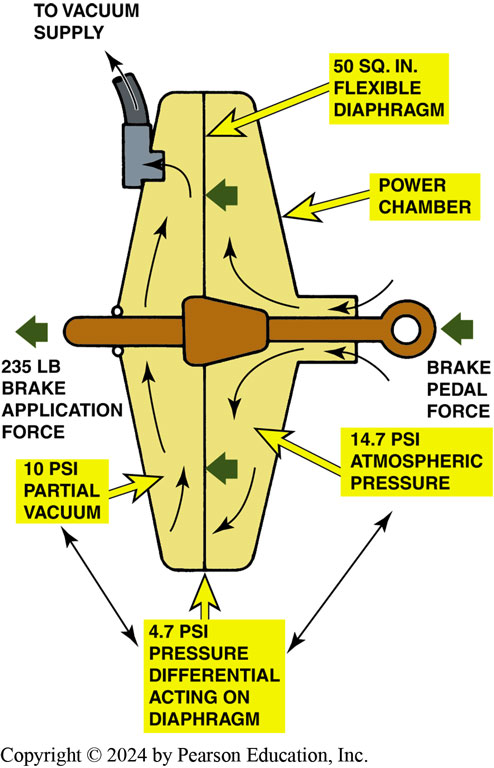 TO VACUUM
SUPPLY
50 SQ. IN.
FLEXIBLE
DIAPHRAGM
POWER
CHAMBER
235 LB
BRAKE
APPLICATION
FORCE
BRAKE
PEDAL
FORCE
14.7 PSI
ATMOSPHERIC
PRESSURE
10 PSI
PARTIAL
VACUUM
4.7 PSI
PRESSURE
DIFFERENTIAL
ACTING ON
DIAPHRAGM
Copyright © 2024 by Pearson Education, Inc.